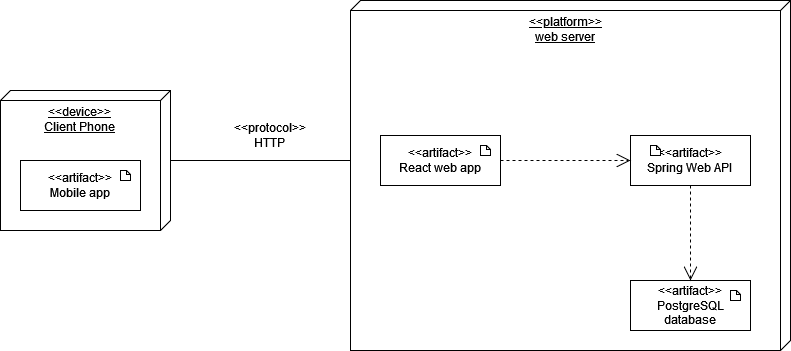 <<platform>>
web server
<<device>>
Client Phone
<<protocol>>
HTTP
<<artifact>>
Mobile app
<<artifact>>
React web app
<<artifact>>
Spring Web API
<<artifact>>
PostgreSQL
database